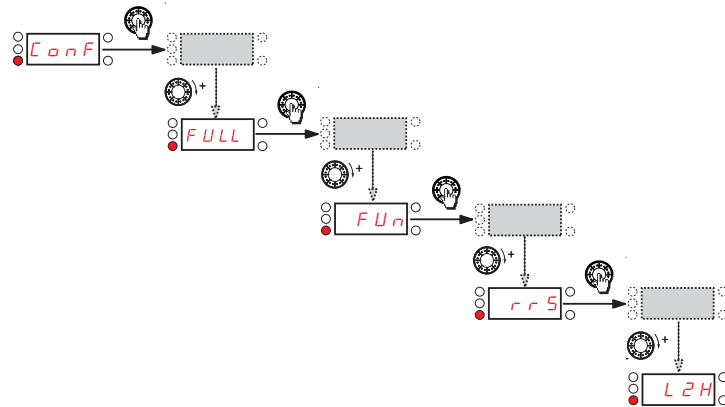 ConF
+
FULL
+
FUn
+
rrS
+
L2H